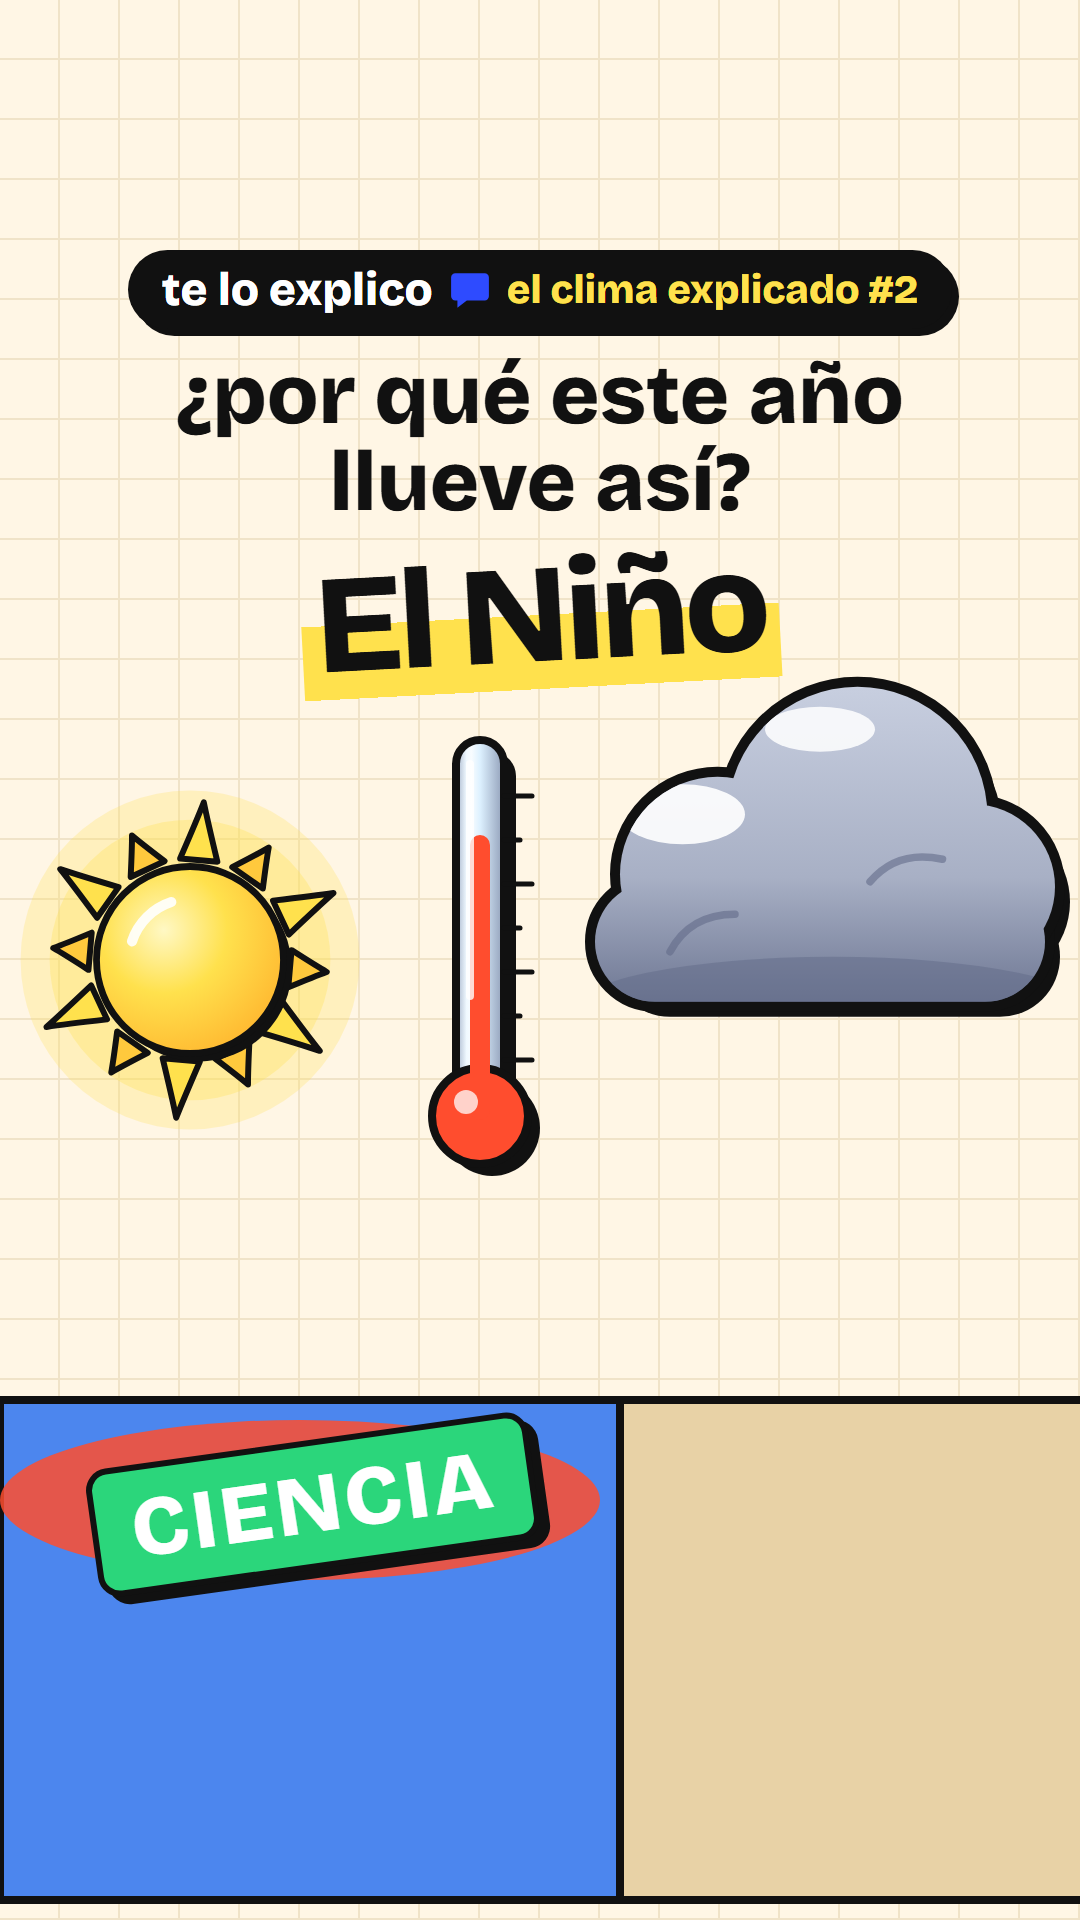 te lo explico el clima explicado #2
¿por qué este año
llueve así?
El Niño
CIENCIA